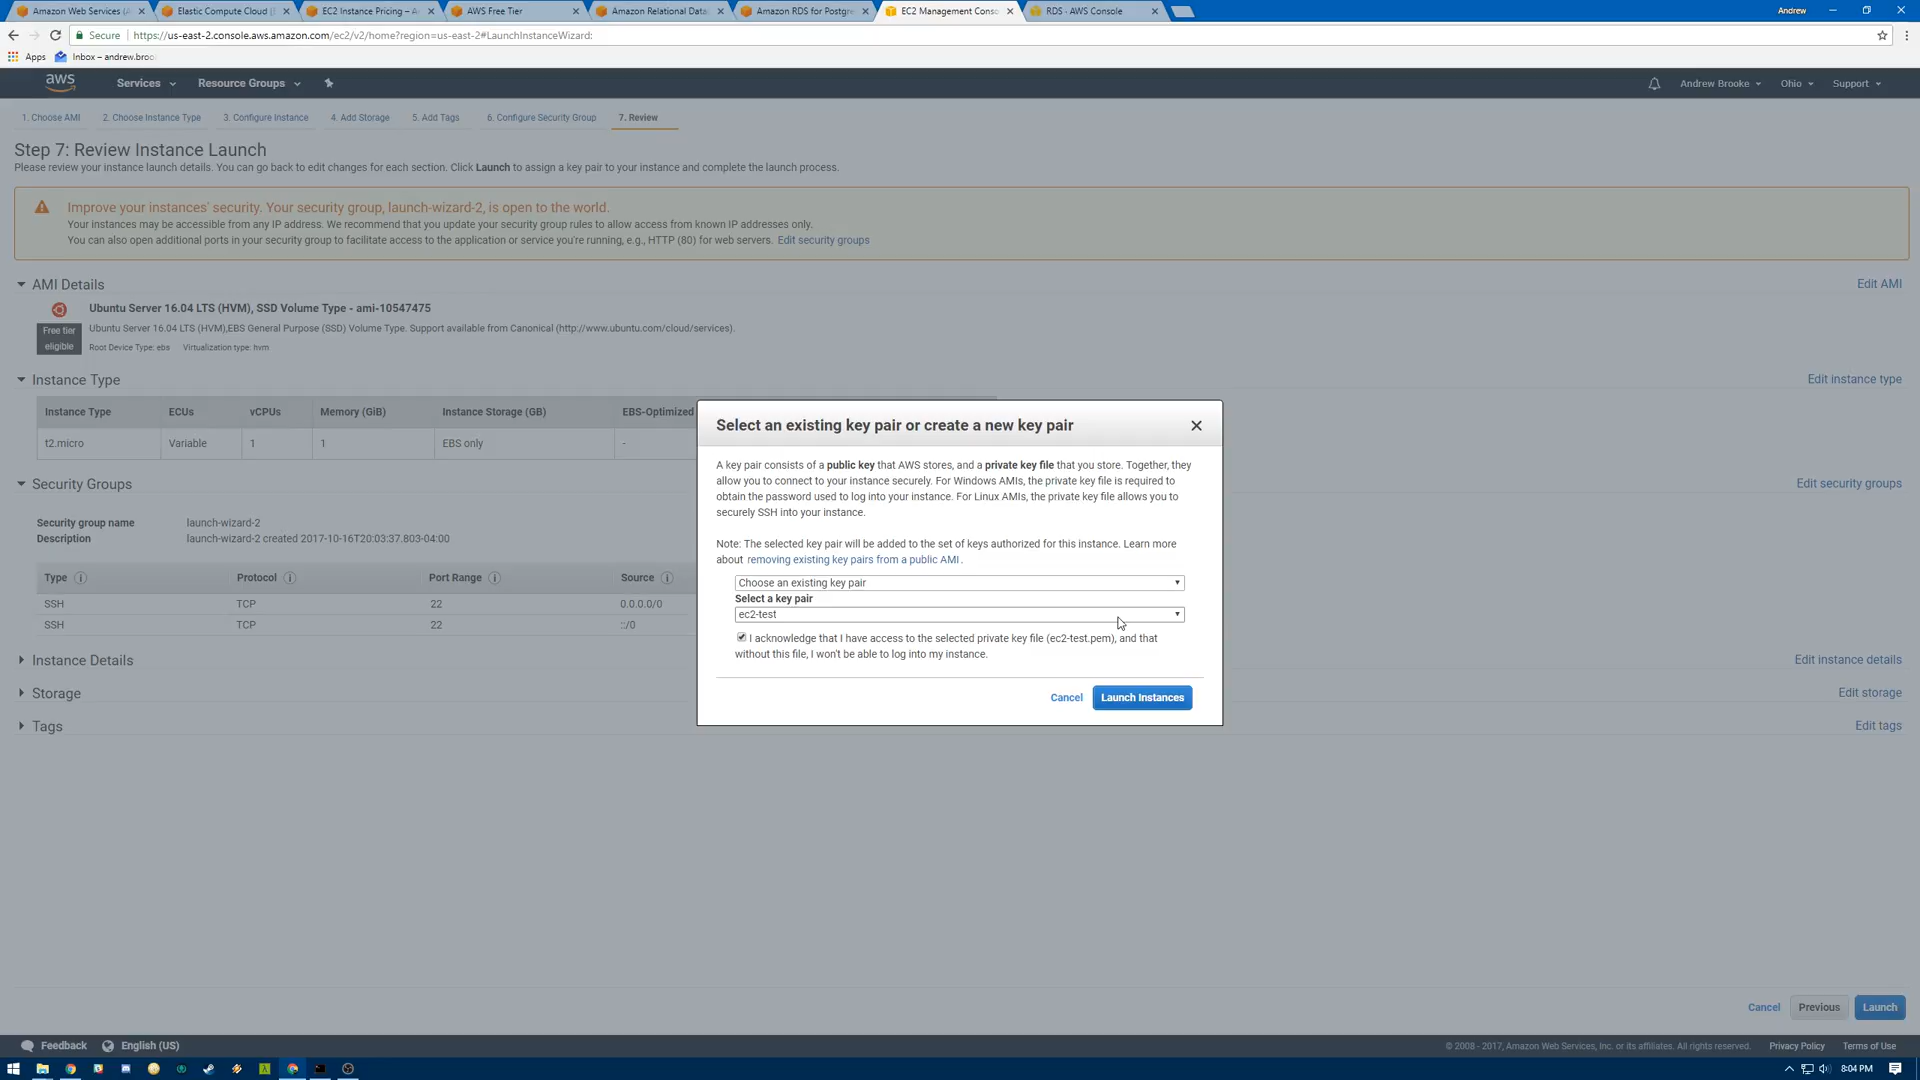 Amazon Web Services (A
Elastic Compute Cloud (
EC2 Instance Pricing – A
AWS Free Tier
Amazon Relational Data
Amazon RDS for Postgre
EC2 Management Conso
RDS - AWS Console
Andrew
Secure
https://us-east-2.console.aws.amazon.com/ec2/v2/home?region=us-east-2#LaunchInstanceWizard:
Apps
Inbox – andrew.broo
aws
Services
Resource Groups
Andrew Brooke
Ohio
Support
1. Choose AMI
2. Choose Instance Type
3. Configure Instance
4. Add Storage
5. Add Tags
6. Configure Security Group
7. Review
Step 7: Review Instance Launch
Please review your instance launch details. You can go back to edit changes for each section. Click Launch to assign a key pair to your instance and complete the launch process.
Improve your instances' security. Your security group, launch-wizard-2, is open to the world.
Your instances may be accessible from any IP address. We recommend that you update your security group rules to allow access from known IP addresses only.
You can also open additional ports in your security group to facilitate access to the application or service you're running, e.g., HTTP (80) for web servers. Edit security groups
AMI Details
Edit AMI
Ubuntu Server 16.04 LTS (HVM), SSD Volume Type - ami-10547475
Free tier
eligible
Ubuntu Server 16.04 LTS (HVM),EBS General Purpose (SSD) Volume Type. Support available from Canonical (http://www.ubuntu.com/cloud/services).
Root Device Type: ebs Virtualization type: hvm
Instance Type
Edit instance type
Instance Type ECUs vCPUs Memory (GiB) Instance Storage (GB) EBS-Optimized
t2.micro Variable 1 1 EBS only -
Security Groups
Edit security groups
Security group name launch-wizard-2
Description launch-wizard-2 created 2017-10-16T20:03:37.803-04:00
Type i Protocol i Port Range i Source i
SSH TCP 22 0.0.0.0/0
SSH TCP 22 ::/0
Instance Details
Edit instance details
Storage
Edit storage
Tags
Edit tags
Select an existing key pair or create a new key pair
A key pair consists of a public key that AWS stores, and a private key file that you store. Together, they
allow you to connect to your instance securely. For Windows AMIs, the private key file is required to
obtain the password used to log into your instance. For Linux AMIs, the private key file allows you to
securely SSH into your instance.
Note: The selected key pair will be added to the set of keys authorized for this instance. Learn more
about removing existing key pairs from a public AMI.
Choose an existing key pair
Select a key pair
ec2-test
I acknowledge that I have access to the selected private key file (ec2-test.pem), and that
without this file, I won't be able to log into my instance.
Cancel
Launch Instances
Cancel
Previous
Launch
Feedback
English (US)
© 2008 - 2017, Amazon Web Services, Inc. or its affiliates. All rights reserved.
Privacy Policy
Terms of Use
8:04 PM